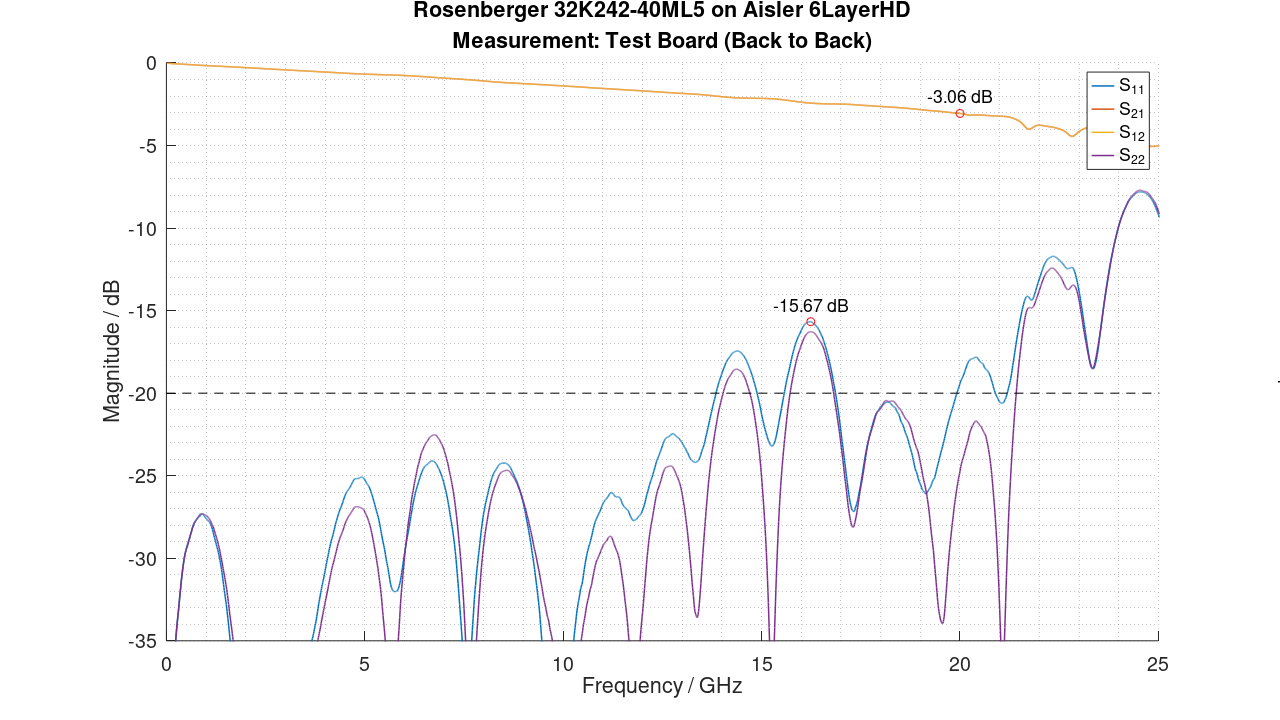 Rosenberger 32K242-40ML5 on Aisler 6LayerHD
Measurement: Test Board (Back to Back)
0
-5
-10
-15
-20
-25
-30
-35
Magnitude / dB
-3.06 dB
-15.67 dB
S11
S21
S12
S22
0 5 10 15 20 25
Frequency / GHz